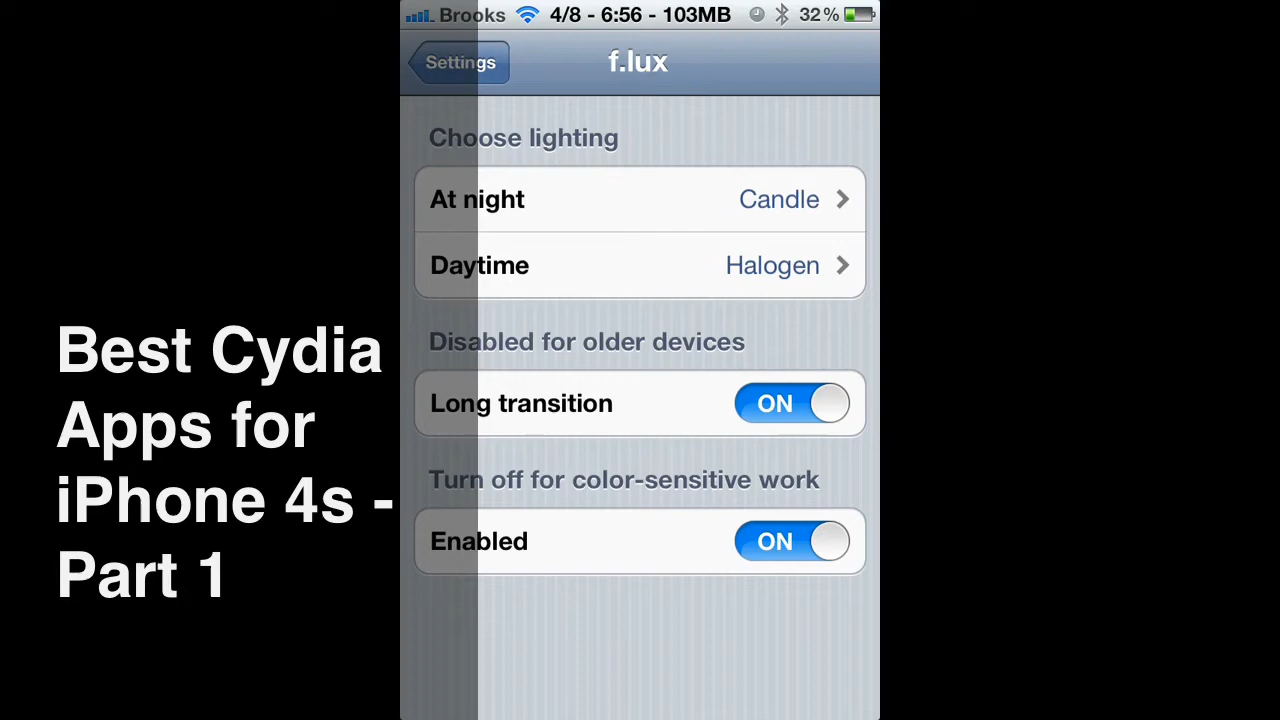 Brooks 4/8 - 6:56 - 103MB 32%
Settings f.lux
Choose lighting
At night Candle
Daytime Halogen
Disabled for older devices
Long transition ON
Turn off for color-sensitive work
Enabled ON
Best Cydia
Apps for
iPhone 4s -
Part 1